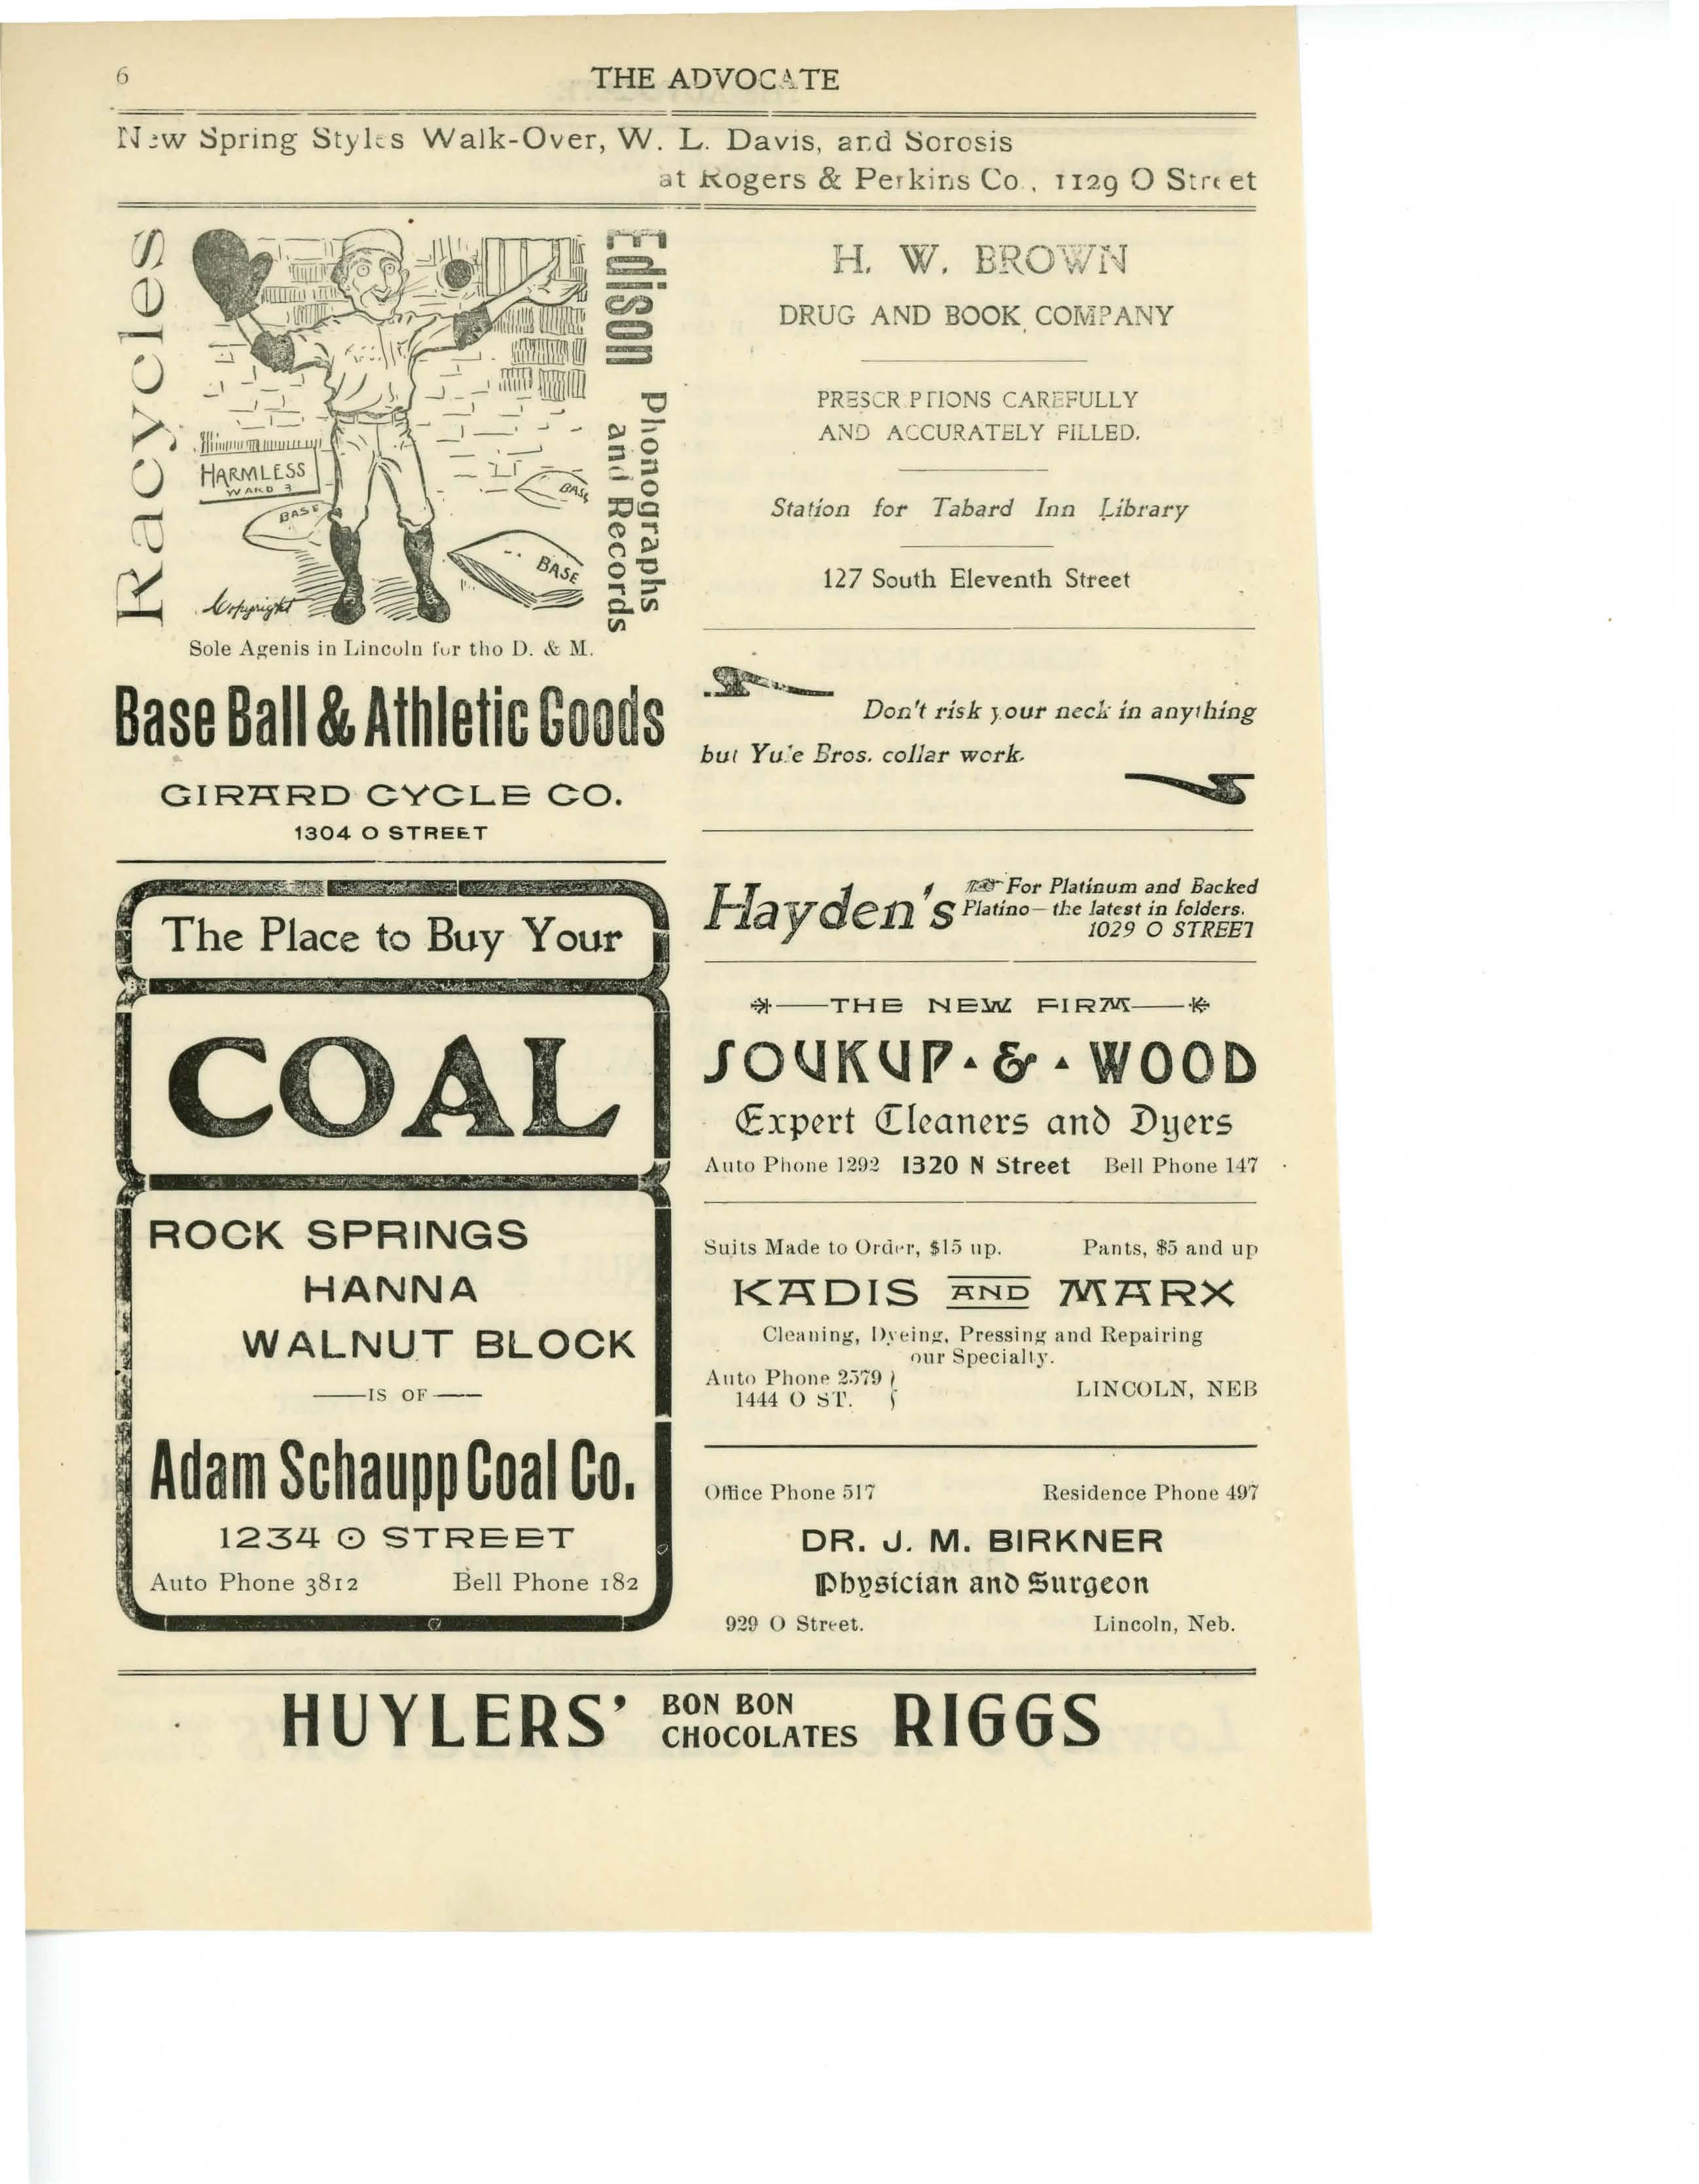 6
THE ADVOCATE
New Spring Styles Walk-Over, W. L. Davis, and Sorosis
at Rogers & Perkins Co., 1129 O Street
Racycles
HARMLESS
WARD 3
BASE
BASE
BASE
Copyright
Edison
Phonographs
and Records
Sole Agenis in Lincoln for tho D. & M.
Base Ball & Athletic Goods
GIRARD CYCLE CO.
1304 O STREET
The Place to Buy Your
COAL
ROCK SPRINGS
HANNA
WALNUT BLOCK
—IS OF—
Adam Schaupp Coal Co.
1234 O STREET
Auto Phone 3812 Bell Phone 182
H. W. BROWN
DRUG AND BOOK COMPANY
PRESCRIPTIONS CAREFULLY
AND ACCURATELY FILLED.
Station for Tabard Inn Library
127 South Eleventh Street
Don't risk your neck in anything
but Yule Bros. collar work.
Hayden's
For Platinum and Backed
Platino—the latest in folders.
1029 O STREET
—THE NEW FIRM—
SOUKUP & WOOD
Expert Cleaners and Dyers
Auto Phone 1292 1320 N Street Bell Phone 147
Suits Made to Order, $15 up. Pants, $5 and up
KADIS AND MARX
Cleaning, Dyeing, Pressing and Repairing
our Specialty.
Auto Phone 2579
1444 O ST.
LINCOLN, NEB
Office Phone 517 Residence Phone 497
DR. J. M. BIRKNER
Physician and Surgeon
929 O Street. Lincoln, Neb.
HUYLERS' BON BON CHOCOLATES RIGGS